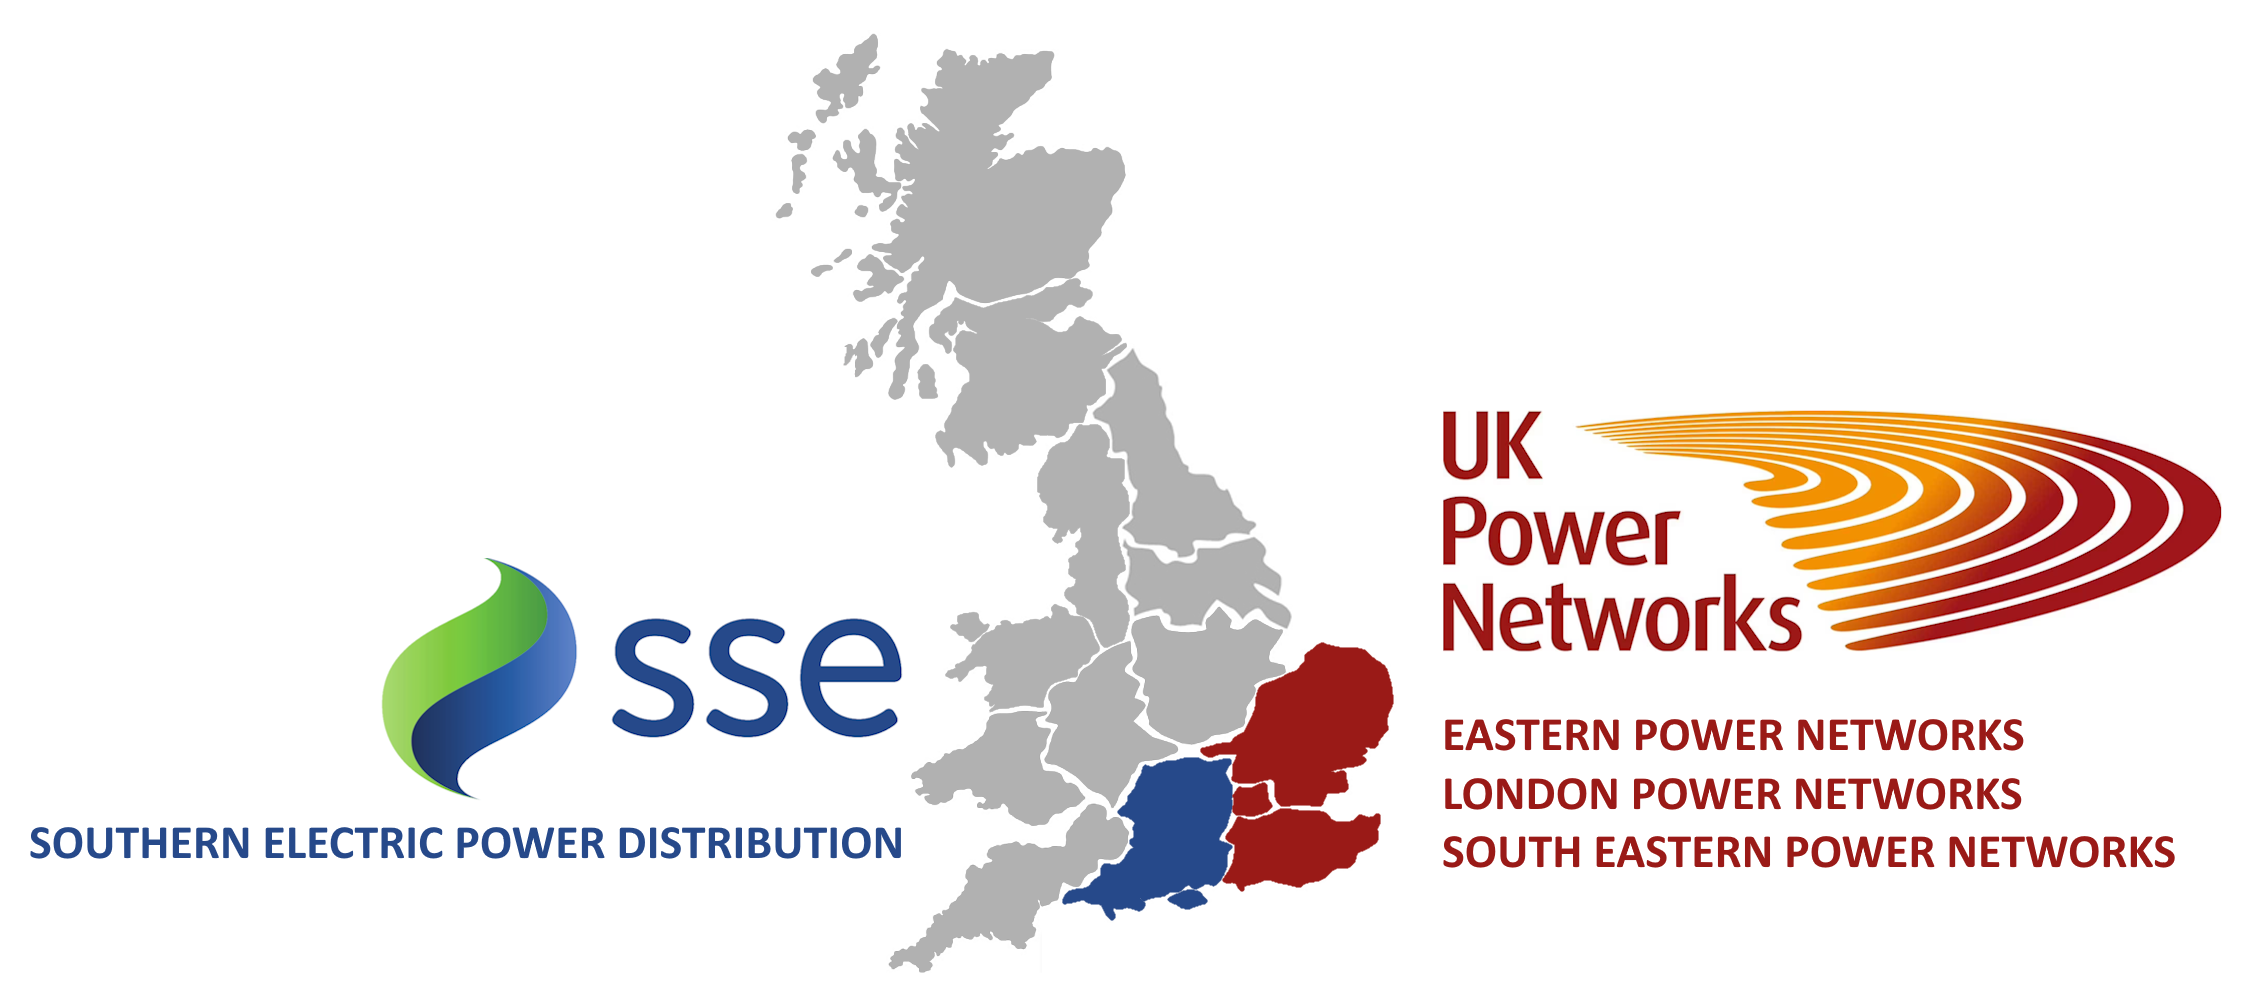 sse
SOUTHERN ELECTRIC POWER DISTRIBUTION
UK
Power
Networks
EASTERN POWER NETWORKS
LONDON POWER NETWORKS
SOUTH EASTERN POWER NETWORKS